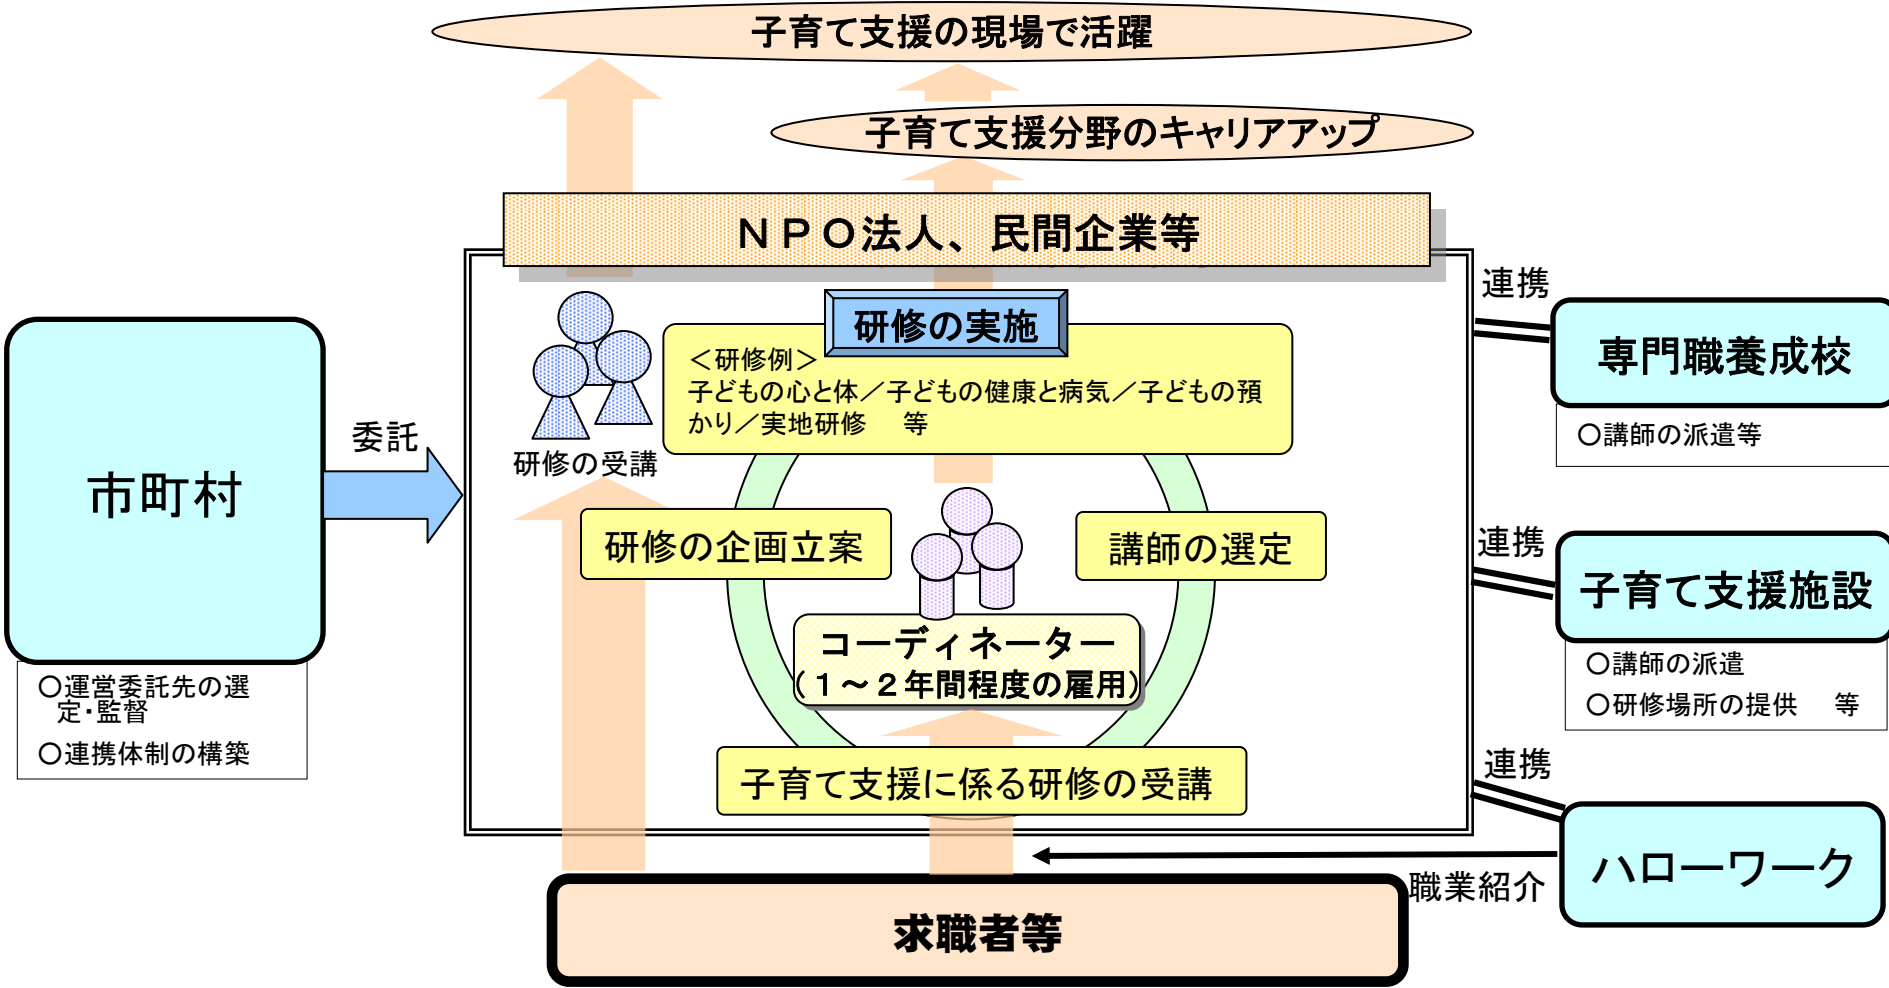 子育て支援の現場で活躍
子育て支援分野のキャリアアップ
ＮＰＯ法人、民間企業等
研修の実施
＜研修例＞
子どもの心と体／子どもの健康と病気／子どもの預
かり／実地研修　等
研修の受講
委託
市町村
○運営委託先の選
定・監督
○連携体制の構築
研修の企画立案
講師の選定
コーディネーター
（１～２年間程度の雇用）
子育て支援に係る研修の受講
連携
専門職養成校
○講師の派遣等
連携
子育て支援施設
○講師の派遣
○研修場所の提供　等
連携
ハローワーク
職業紹介
求職者等